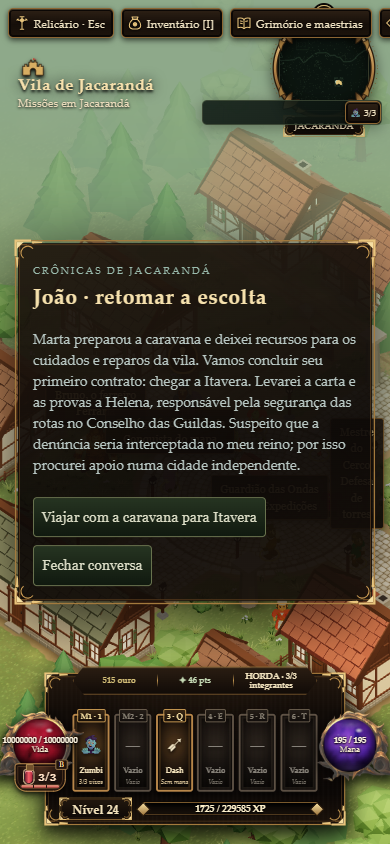 Relicário · Esc
Inventário [I]
Grimório e maestrias
Vila de Jacarandá
Missões em Jacarandá
3/3
JACARANDÁ
CRÔNICAS DE JACARANDÁ
João · retomar a escolta
Marta preparou a caravana e deixei recursos para os
cuidados e reparos da vila. Vamos concluir seu
primeiro contrato: chegar a Itavera. Levarei a carta e
as provas a Helena, responsável pela segurança das
rotas no Conselho das Guildas. Suspeito que a
denúncia seria interceptada no meu reino; por isso
procurei apoio numa cidade independente.
Viajar com a caravana para Itavera
Fechar conversa
515 ouro
46 pts
HORDA · 3/3
integrantes
M1 · 1
M2 · 2
3 · Q
4 · E
5 · R
6 · T
10000000 / 10000000
Vida
195 / 195
Mana
Zumbi
3/3 vivos
Vazio
Vazio
Dash
Sem mana
Vazio
Vazio
Vazio
Vazio
Vazio
Vazio
B
3/3
Nível 24
1725 / 229585 XP